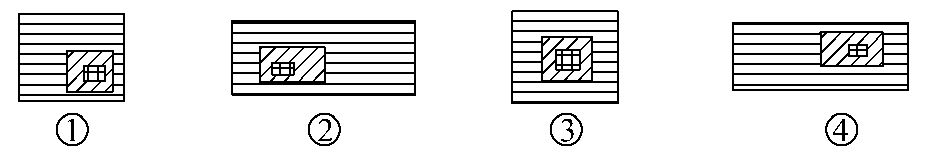 ① ② ③ ④